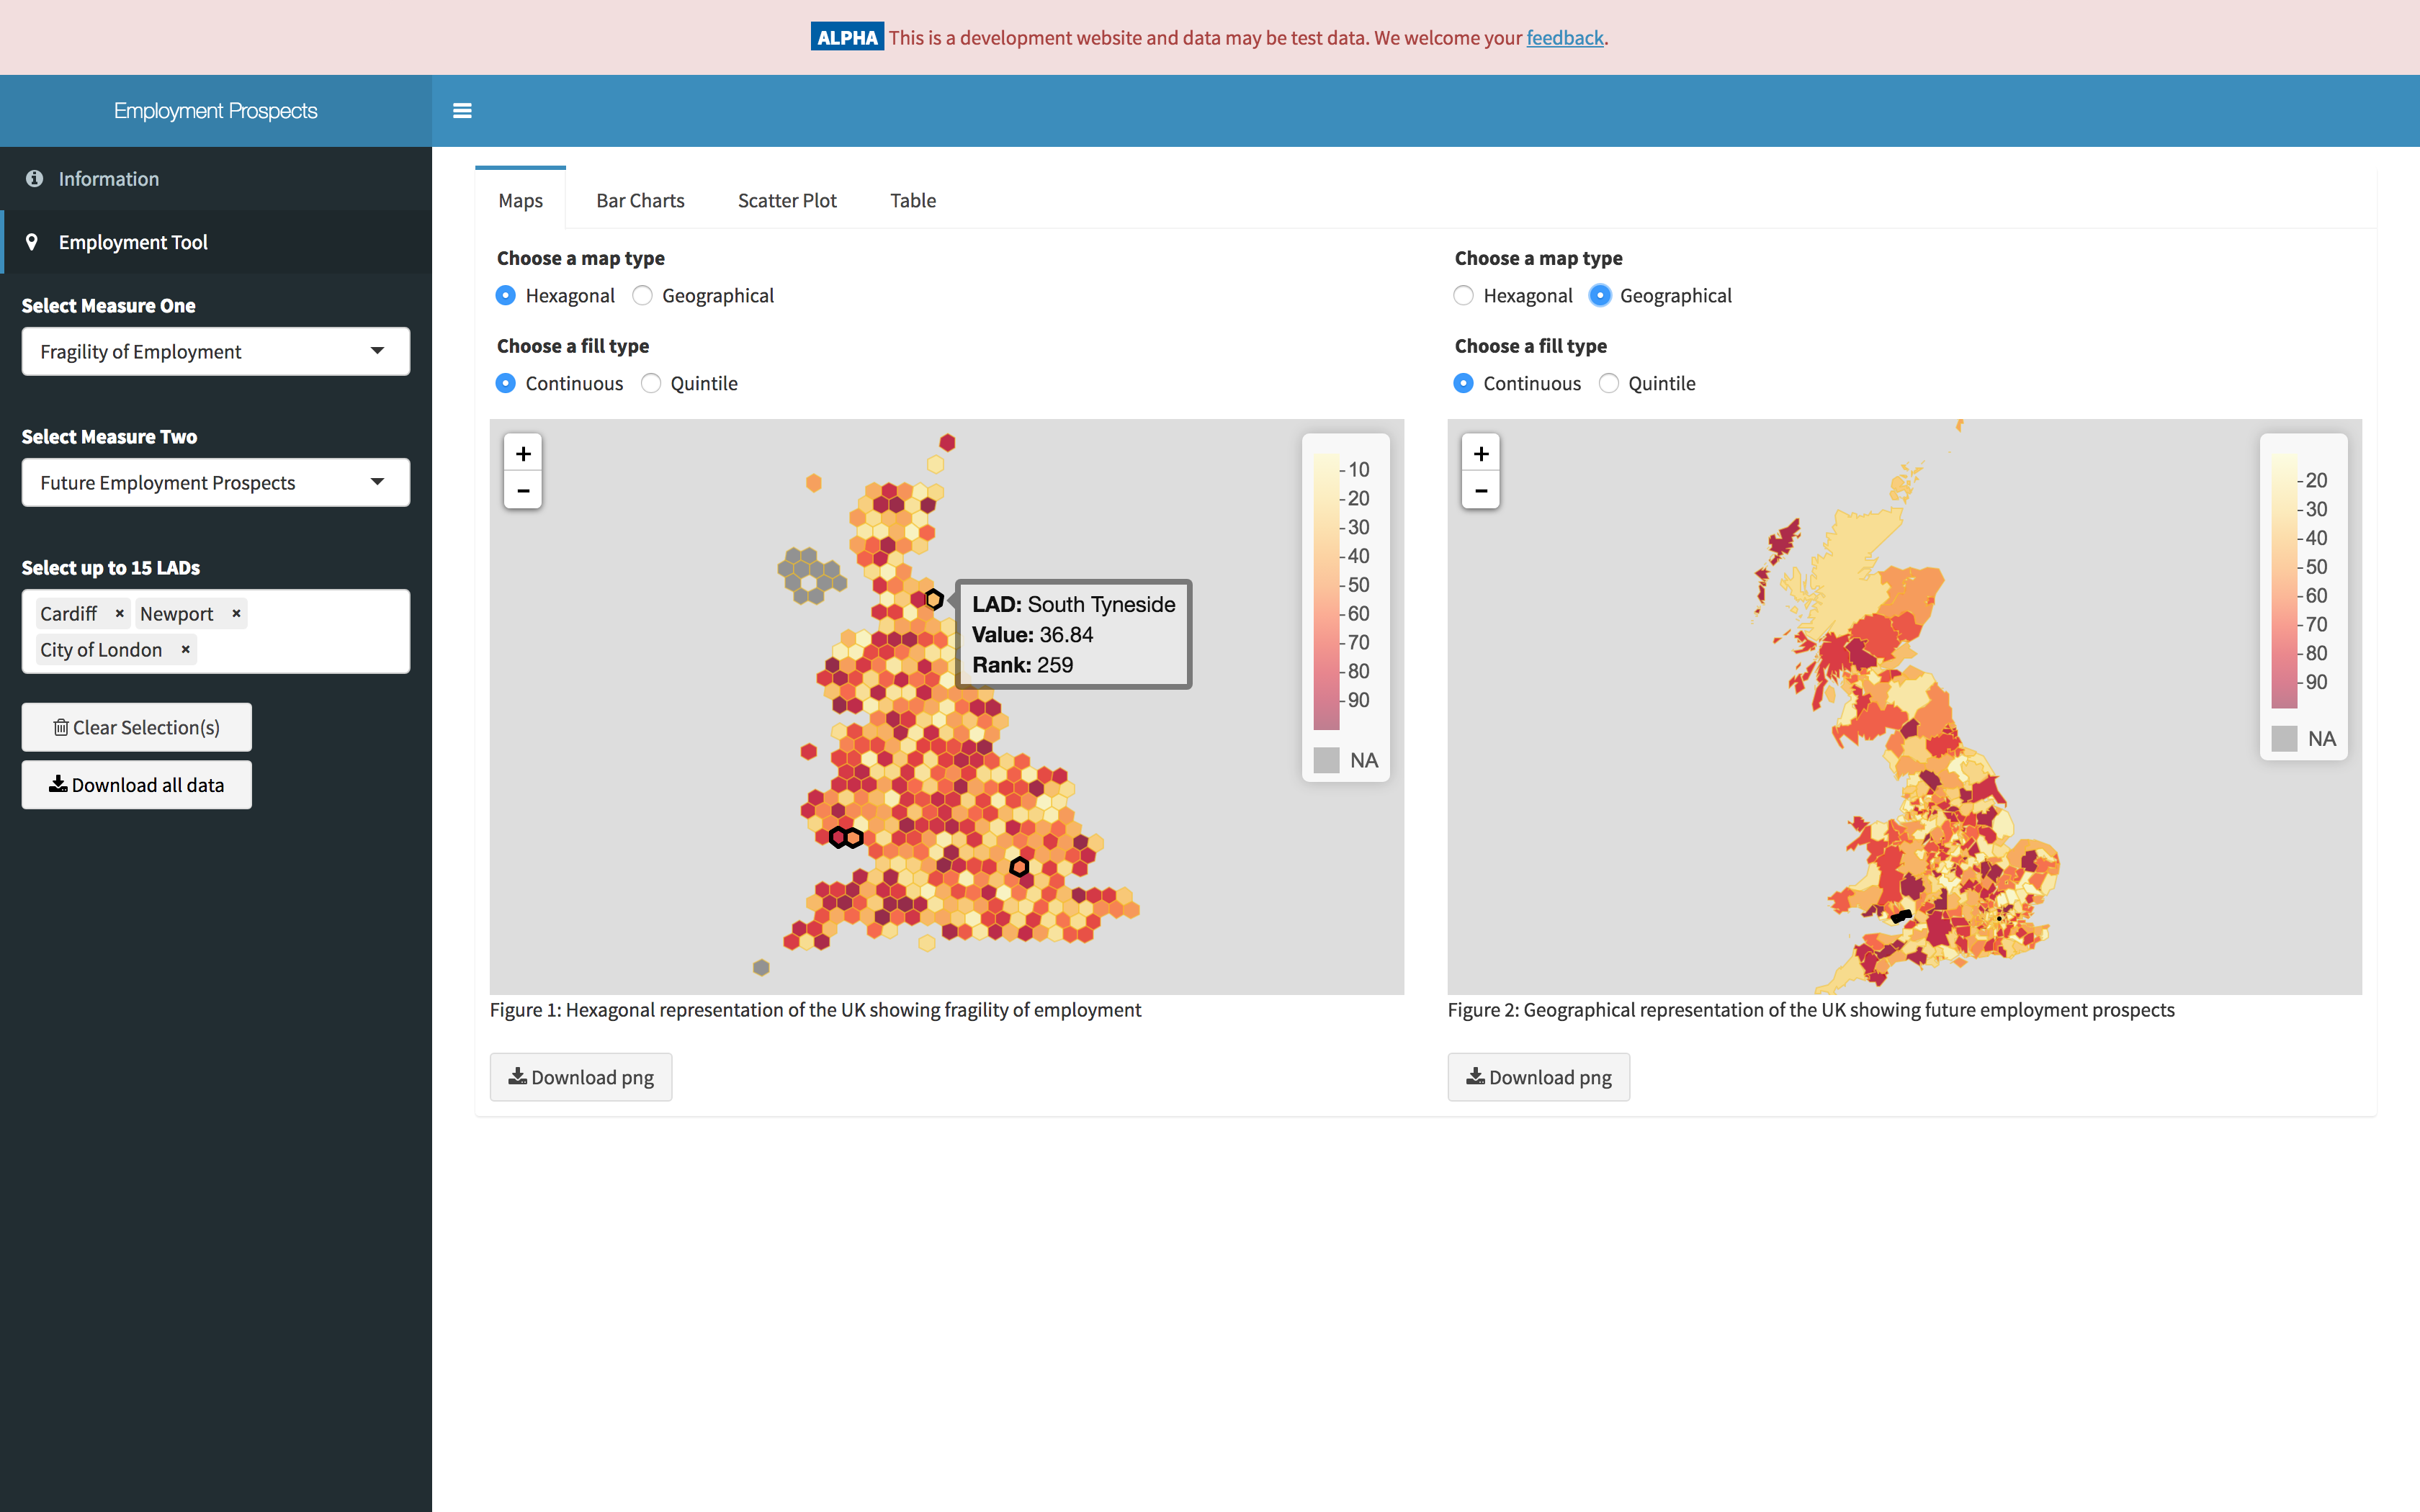 ALPHA This is a development website and data may be test data. We welcome your feedback.
Employment Prospects
Information
Employment Tool
Select Measure One
Fragility of Employment
Select Measure Two
Future Employment Prospects
Select up to 15 LADs
Cardiff × Newport ×
City of London ×
Clear Selection(s)
Download all data
Maps Bar Charts Scatter Plot Table
Choose a map type
Hexagonal Geographical
Choose a fill type
Continuous Quintile
+
−
LAD: South Tyneside
Value: 36.84
Rank: 259
10
20
30
40
50
60
70
80
90
NA
Figure 1: Hexagonal representation of the UK showing fragility of employment
Download png
Choose a map type
Hexagonal Geographical
Choose a fill type
Continuous Quintile
+
−
20
30
40
50
60
70
80
90
NA
Figure 2: Geographical representation of the UK showing future employment prospects
Download png